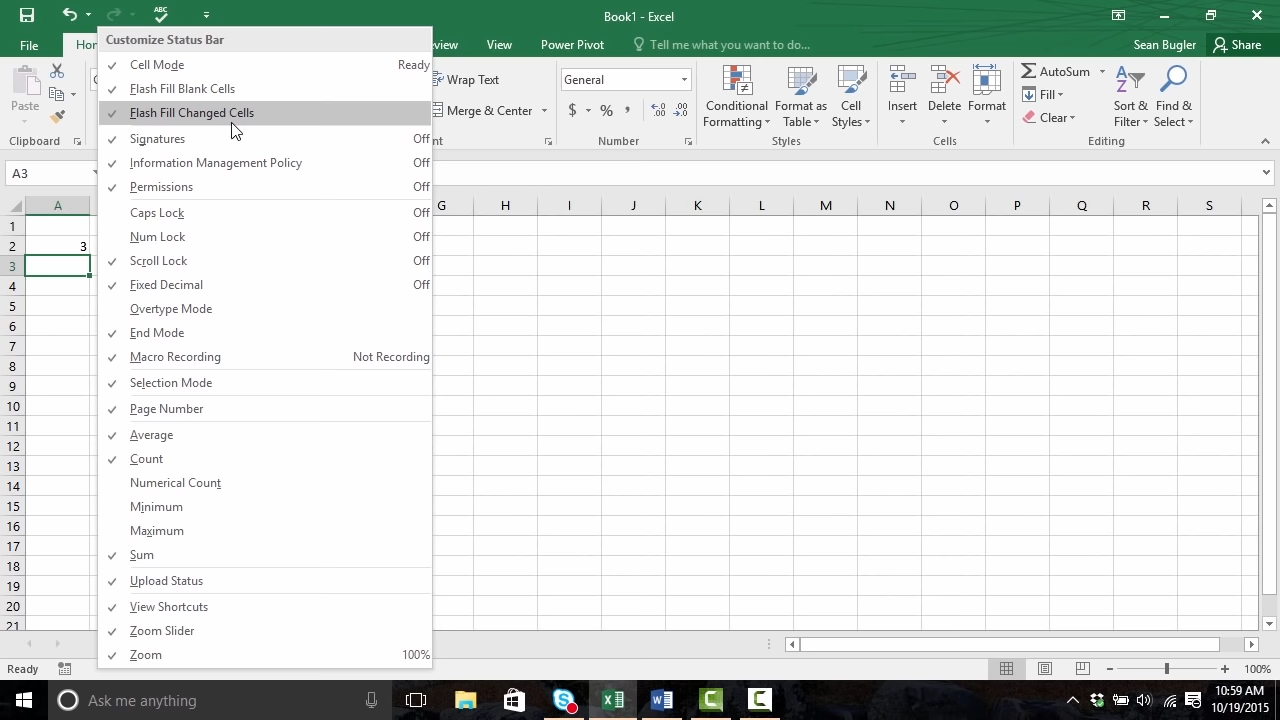 Book1 - Excel
File
Hom
eview
View
Power Pivot
Tell me what you want to do...
Sean Bugler
Share
Paste
Clipboard
Wrap Text
Merge & Center
nt
General
$ % ,
Number
Conditional Formatting
Format as Table
Cell Styles
Styles
Insert
Delete
Format
Cells
AutoSum
Fill
Clear
Sort & Filter
Find & Select
Editing
A3
Customize Status Bar
Cell Mode Ready
Flash Fill Blank Cells
Flash Fill Changed Cells
Signatures Off
Information Management Policy Off
Permissions Off
Caps Lock Off
Num Lock Off
Scroll Lock Off
Fixed Decimal Off
Overtype Mode
End Mode
Macro Recording Not Recording
Selection Mode
Page Number
Average
Count
Numerical Count
Minimum
Maximum
Sum
Upload Status
View Shortcuts
Zoom Slider
Zoom 100%
A G H I J K L M N O P Q R S
1
2 3
3
4
5
6
7
8
9
10
11
12
13
14
15
16
17
18
19
20
21
Ready
100%
Ask me anything
10:59 AM
10/19/2015